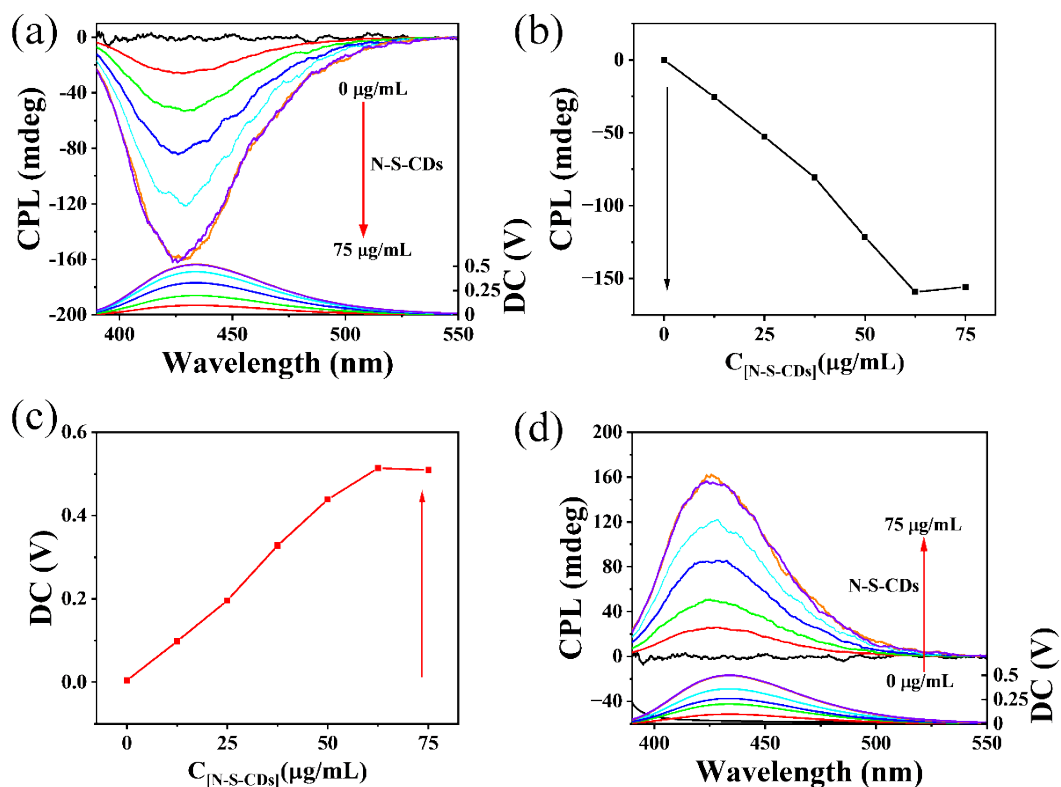 (a)
0
-40
-80
-120
-160
-200
CPL (mdeg)
0 μg/mL
N-S-CDs
75 μg/mL
0.5
0.25
0
DC (V)
400 450 500 550
Wavelength (nm)
(b)
0
−50
−100
−150
CPL (mdeg)
0 25 50 75
C[N-S-CDs](μg/mL)
(c)
0.6
0.4
0.2
0.0
DC (V)
0 25 50 75
C[N-S-CDs](μg/mL)
(d)
200
160
120
80
40
0
-40
CPL (mdeg)
75 μg/mL
N-S-CDs
0 μg/mL
0.5
0.25
0
DC (V)
400 450 500 550
Wavelength (nm)